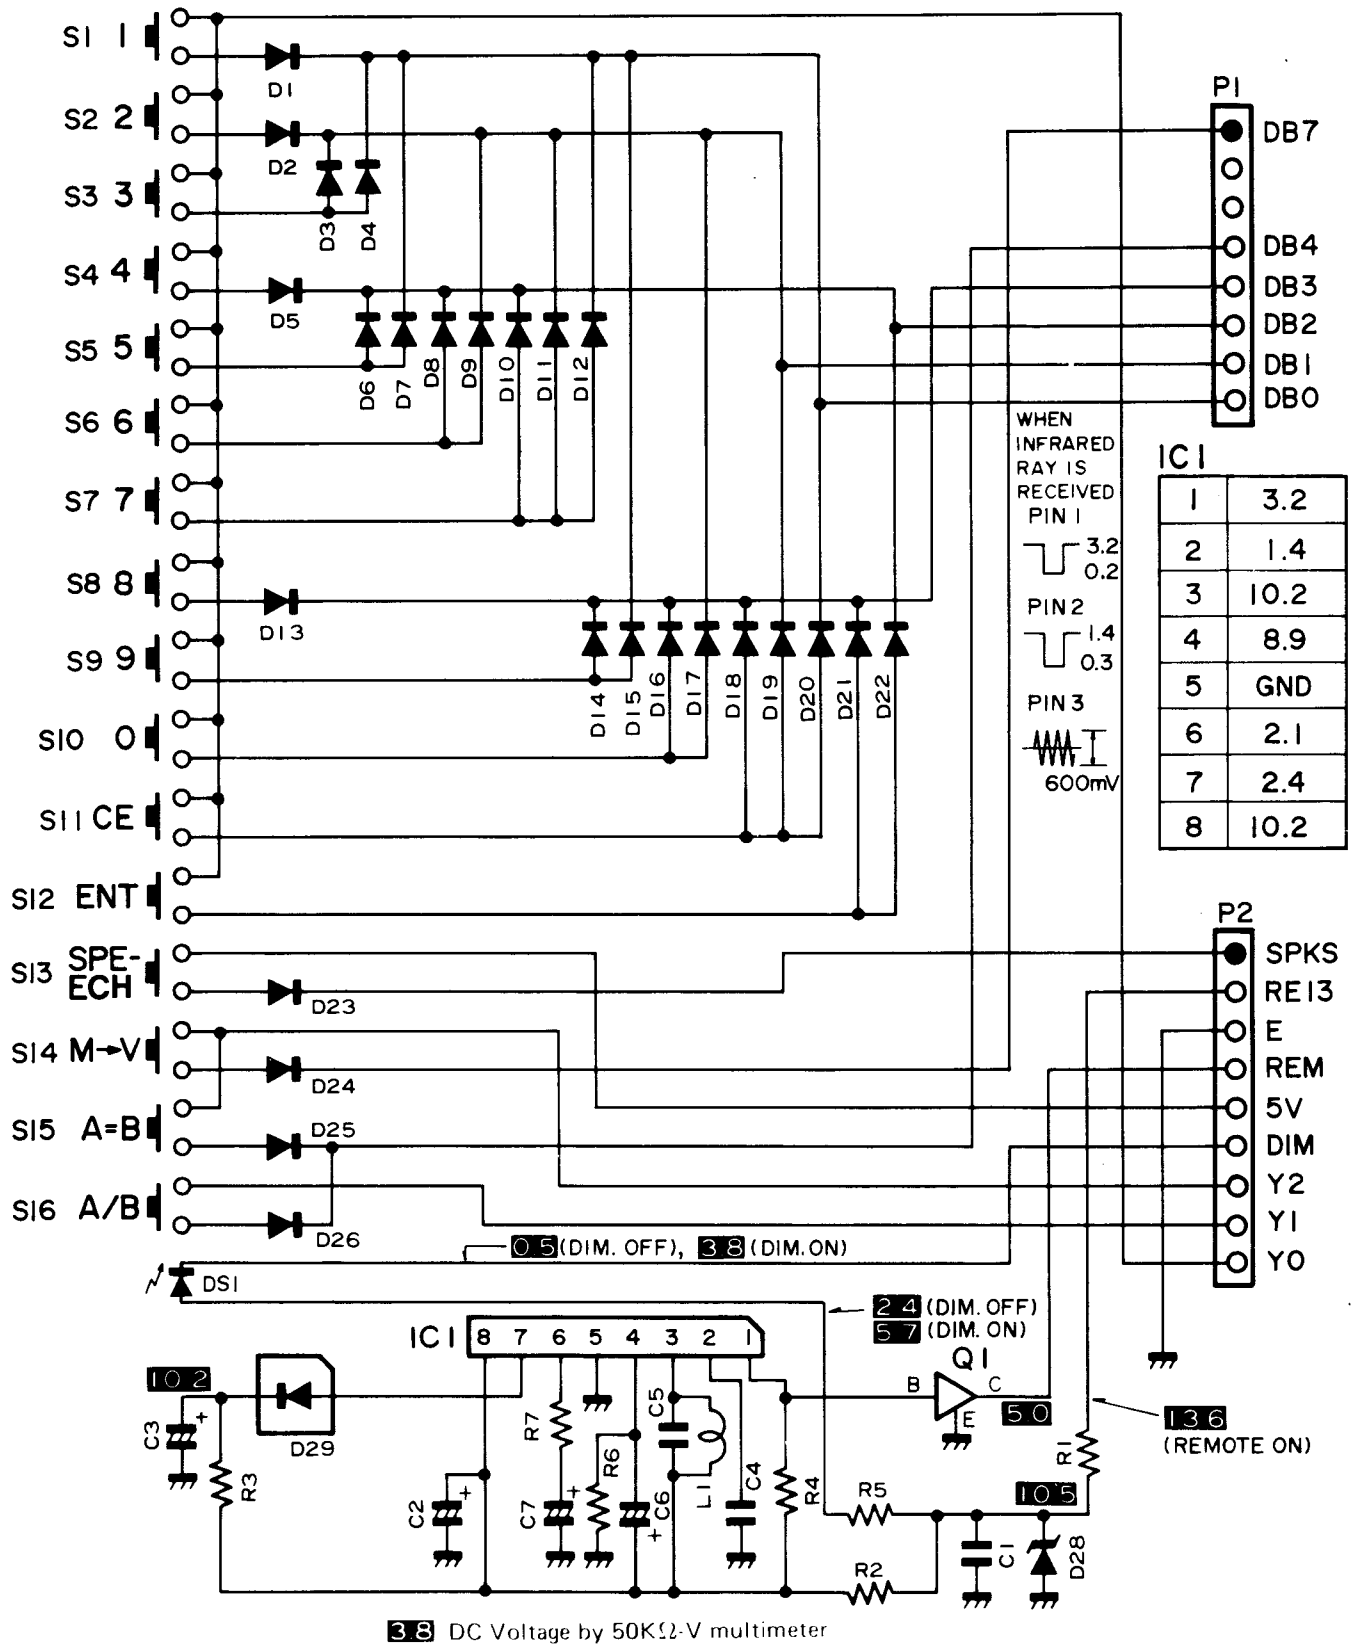 S1 1
D1
S2 2
D2
S3 3
D3
D4
S4 4
D5
S5 5
D6
D7
D8
D9
D10
D11
D12
S6 6
S7 7
S8 8
D13
S9 9
D14
D15
D16
D17
D18
D19
D20
D21
D22
S10 0
S11 CE
S12 ENT
S13 SPE-
ECH
D23
S14 M→V
D24
S15 A=B
D25
S16 A/B
D26
P1
DB7
DB4
DB3
DB2
DB1
DB0
WHEN
INFRARED
RAY IS
RECEIVED
PIN 1
3.2
0.2
PIN 2
1.4
0.3
PIN 3
600mV
IC1
1 3.2
2 1.4
3 10.2
4 8.9
5 GND
6 2.1
7 2.4
8 10.2
P2
SPKS
RE13
E
REM
5V
DIM
Y2
Y1
Y0
0.5 (DIM. OFF), 3.8 (DIM. ON)
DS1
2.4 (DIM. OFF)
5.7 (DIM. ON)
IC1 8 7 6 5 4 3 2 1
Q1
B C
E
5.0
10.2
C3 +
D29
R3
13.6
(REMOTE ON)
R1
10.5
C2 +
R7
C7 +
R6
C6 +
C5
L1
C4
R4
R5
R2
C1
D28
3.8 DC Voltage by 50KΩ-V multimeter